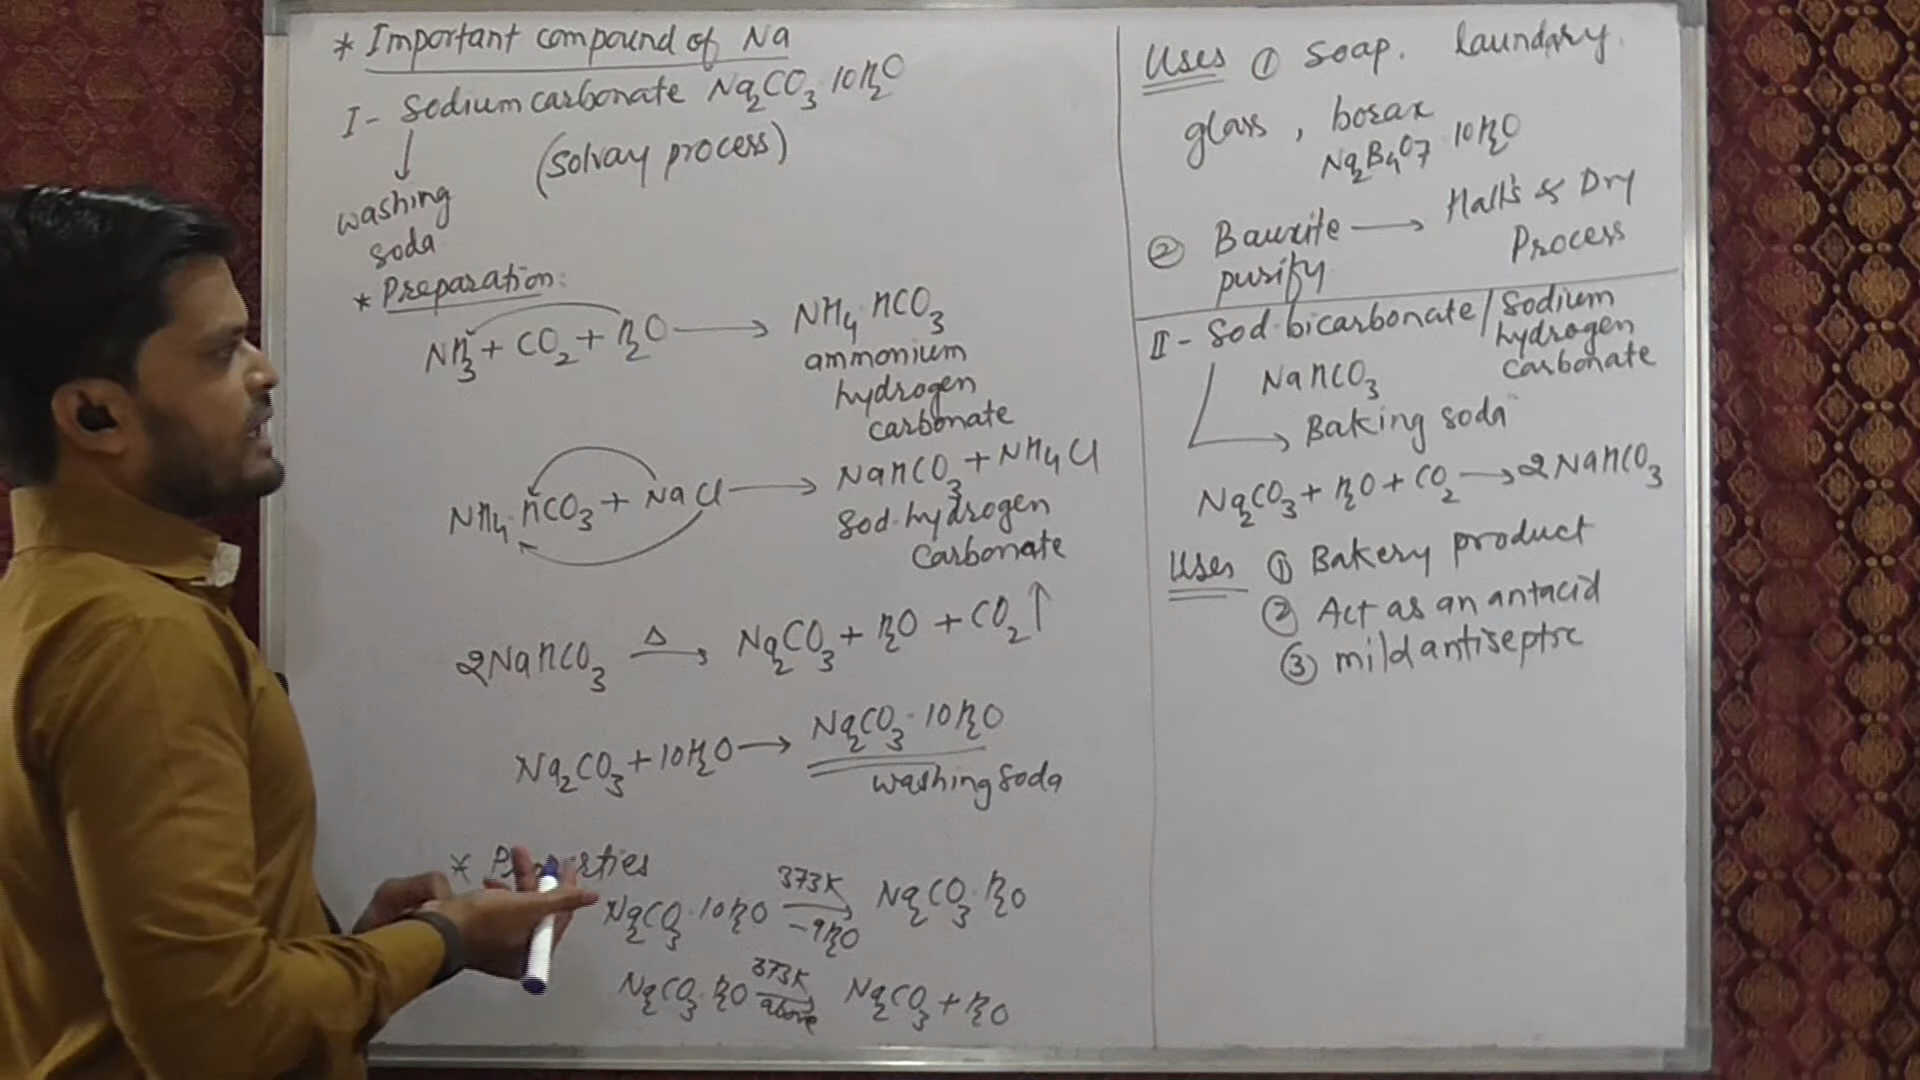 * Important compound of Na
I - Sodium carbonate Na2CO3·10H2O
(Solvay process)
washing
soda
* Preparation:
NH3 + CO2 + H2O → NH4·HCO3
ammonium
hydrogen
carbonate
NH4·HCO3 + NaCl → NaHCO3 + NH4Cl
Sod·hydrogen
Carbonate
2NaHCO3 Δ→ Na2CO3 + H2O + CO2↑
Na2CO3 + 10H2O → Na2CO3·10H2O
washing soda
* Properties
Na2CO3·10H2O 373K → -9H2O Na2CO3·H2O
Na2CO3·H2O 373K → above Na2CO3 + H2O
Uses ① Soap. laundary.
glass, borax
Na2B4O7 10H2O
② Bauxite → Hall's & Dry
purify Process
II - Sod·bicarbonate / Sodium
hydrogen
carbonate
NaHCO3
→ Baking soda
Na2CO3 + H2O + CO2 → 2NaHCO3
Uses ① Bakery product
② Act as an antacid
③ mild antiseptic